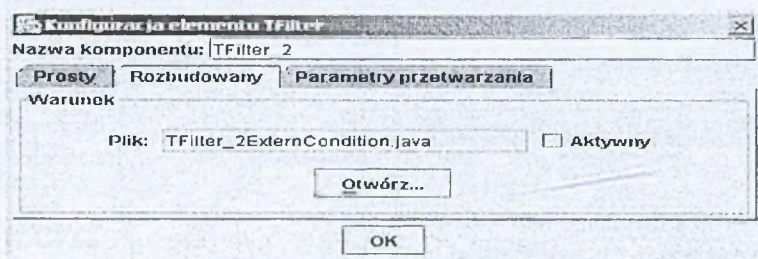 Konfiguracja elementu TFilter
Nazwa komponentu: TFilter_2
Prosty Rozbudowany Parametry przetwarzania
Warunek
Plik: TFilter_2ExternCondition.java Aktywny
Otwórz...
OK